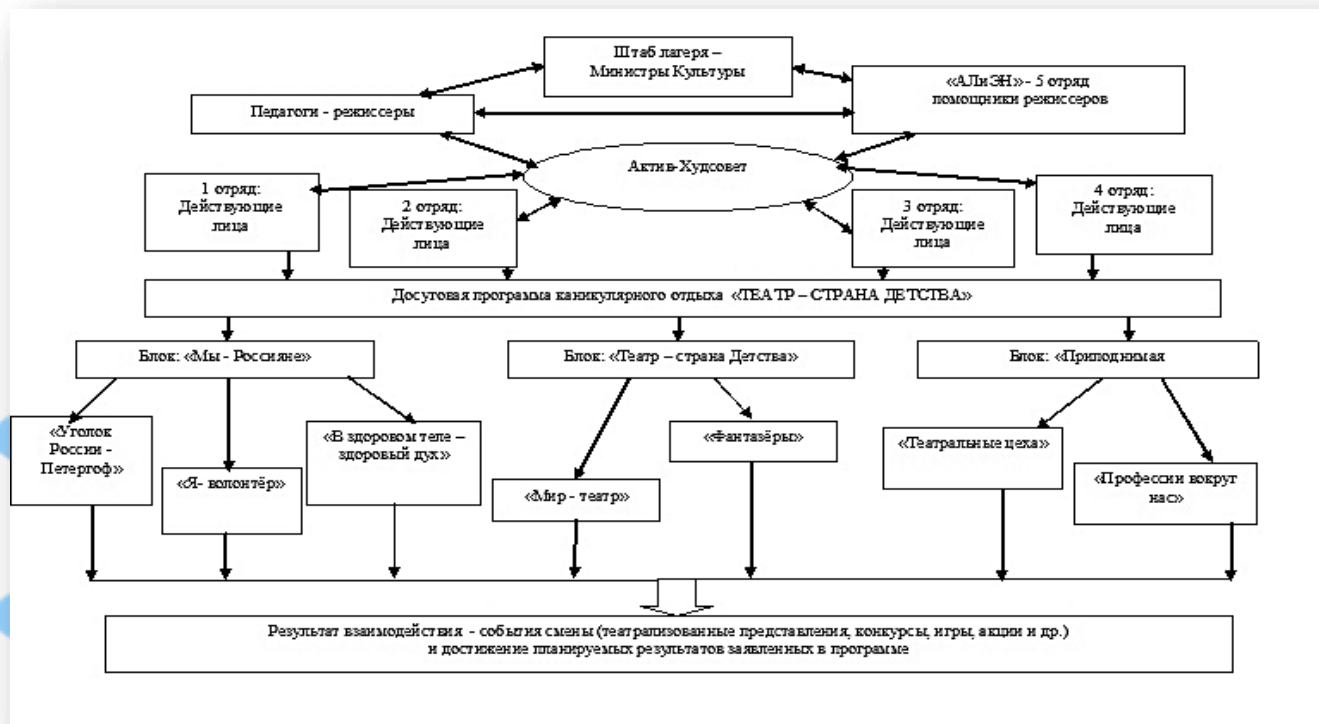 Штаб лагеря –
Министры Культуры
«АЛиЭН»- 5 отряд
помощники режиссеров
Педагоги - режиссеры
Актив-Худсовет
1 отряд:
Действующие
лица
2 отряд:
Действующие
лица
3 отряд:
Действующие
лица
4 отряд:
Действующие
лица
Досуговая программа каникулярного отдыха «ТЕАТР – СТРАНА ДЕТСТВА»
Блок: «Мы - Россияне»
Блок: «Театр – страна Детства»
Блок: «Приподнимая
«Уголок
России -
Петергоф»
«Я- волонтёр»
«В здоровом теле –
здоровый дух»
«Мир - театр»
«Фантазёры»
«Театральные цеха»
«Профессии вокруг
нас»
Результат взаимодействия - события смены (театрализованные представления, конкурсы, игры, акции и др.)
и достижение планируемых результатов заявленных в программе